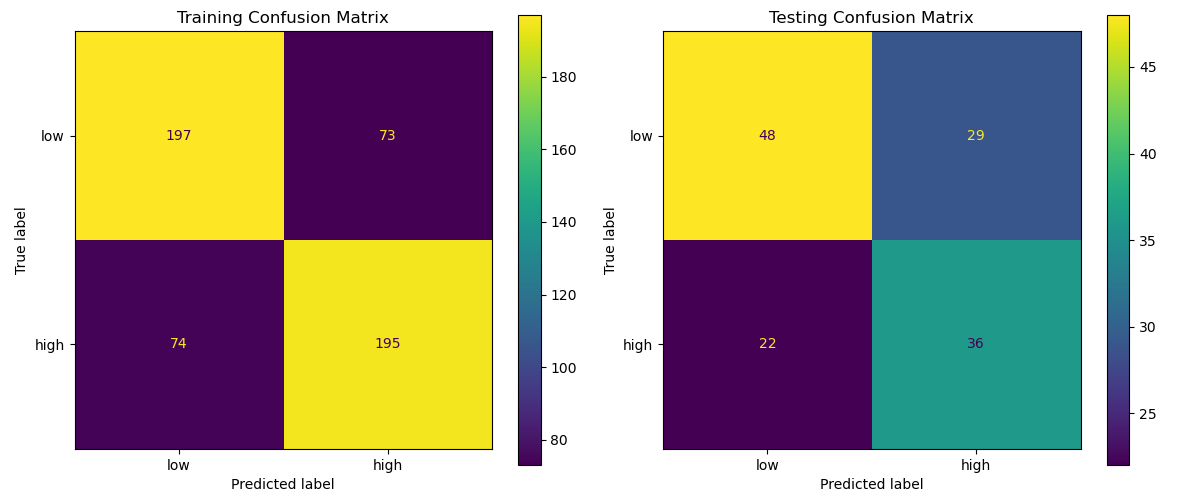 Training Confusion Matrix
True label
low
high
197
73
74
195
low
high
Predicted label
180
160
140
120
100
80
Testing Confusion Matrix
True label
low
high
48
29
22
36
low
high
Predicted label
45
40
35
30
25